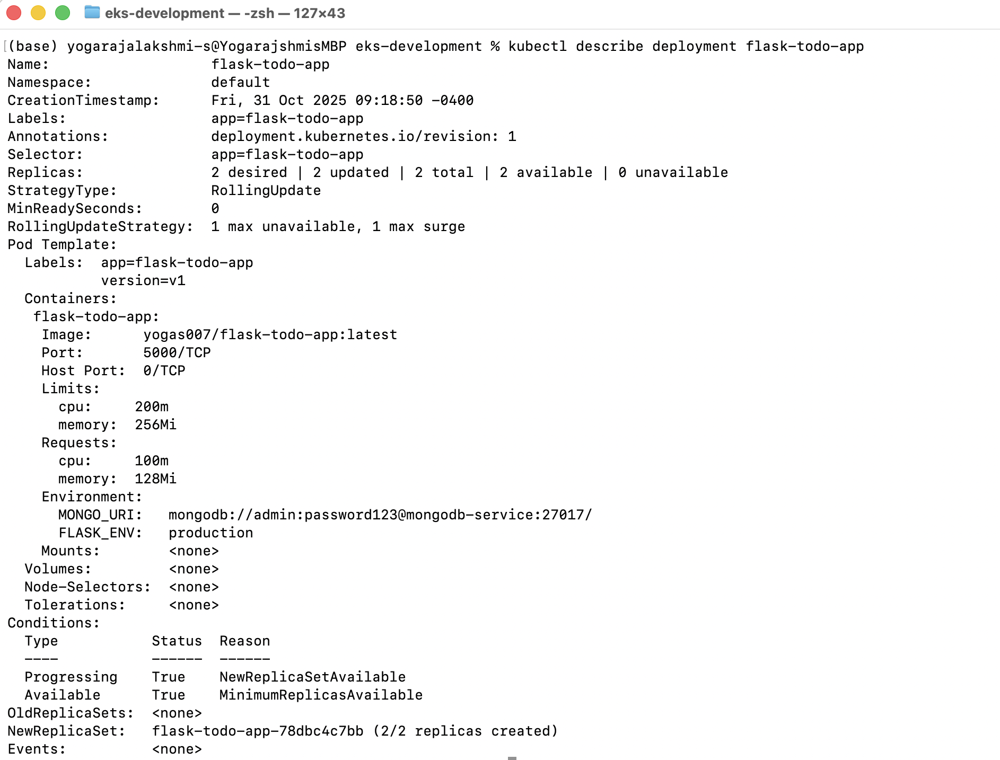 eks-development — -zsh — 127×43
(base) yogarajalakshmi-s@YogarajshmisMBP eks-development % kubectl describe deployment flask-todo-app
Name:                   flask-todo-app
Namespace:              default
CreationTimestamp:      Fri, 31 Oct 2025 09:18:50 -0400
Labels:                 app=flask-todo-app
Annotations:            deployment.kubernetes.io/revision: 1
Selector:               app=flask-todo-app
Replicas:               2 desired | 2 updated | 2 total | 2 available | 0 unavailable
StrategyType:           RollingUpdate
MinReadySeconds:        0
RollingUpdateStrategy:  1 max unavailable, 1 max surge
Pod Template:
  Labels:  app=flask-todo-app
           version=v1
  Containers:
   flask-todo-app:
    Image:      yogas007/flask-todo-app:latest
    Port:       5000/TCP
    Host Port:  0/TCP
    Limits:
      cpu:     200m
      memory:  256Mi
    Requests:
      cpu:     100m
      memory:  128Mi
    Environment:
      MONGO_URI:   mongodb://admin:password123@mongodb-service:27017/
      FLASK_ENV:   production
    Mounts:        <none>
  Volumes:         <none>
  Node-Selectors:  <none>
  Tolerations:     <none>
Conditions:
  Type           Status  Reason
  ----           ------  ------
  Progressing    True    NewReplicaSetAvailable
  Available      True    MinimumReplicasAvailable
OldReplicaSets:  <none>
NewReplicaSet:   flask-todo-app-78dbc4c7bb (2/2 replicas created)
Events:          <none>